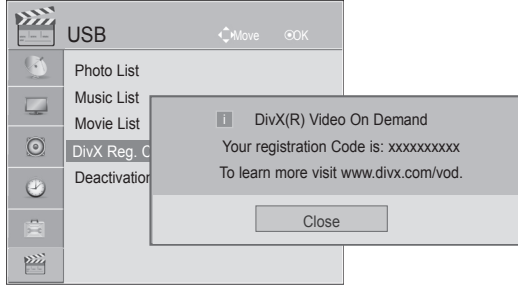 USB
Move
OK
Photo List
Music List
Movie List
DivX Reg. C
Deactivation
i
DivX(R) Video On Demand
Your registration Code is: xxxxxxxxxx
To learn more visit www.divx.com/vod.
Close